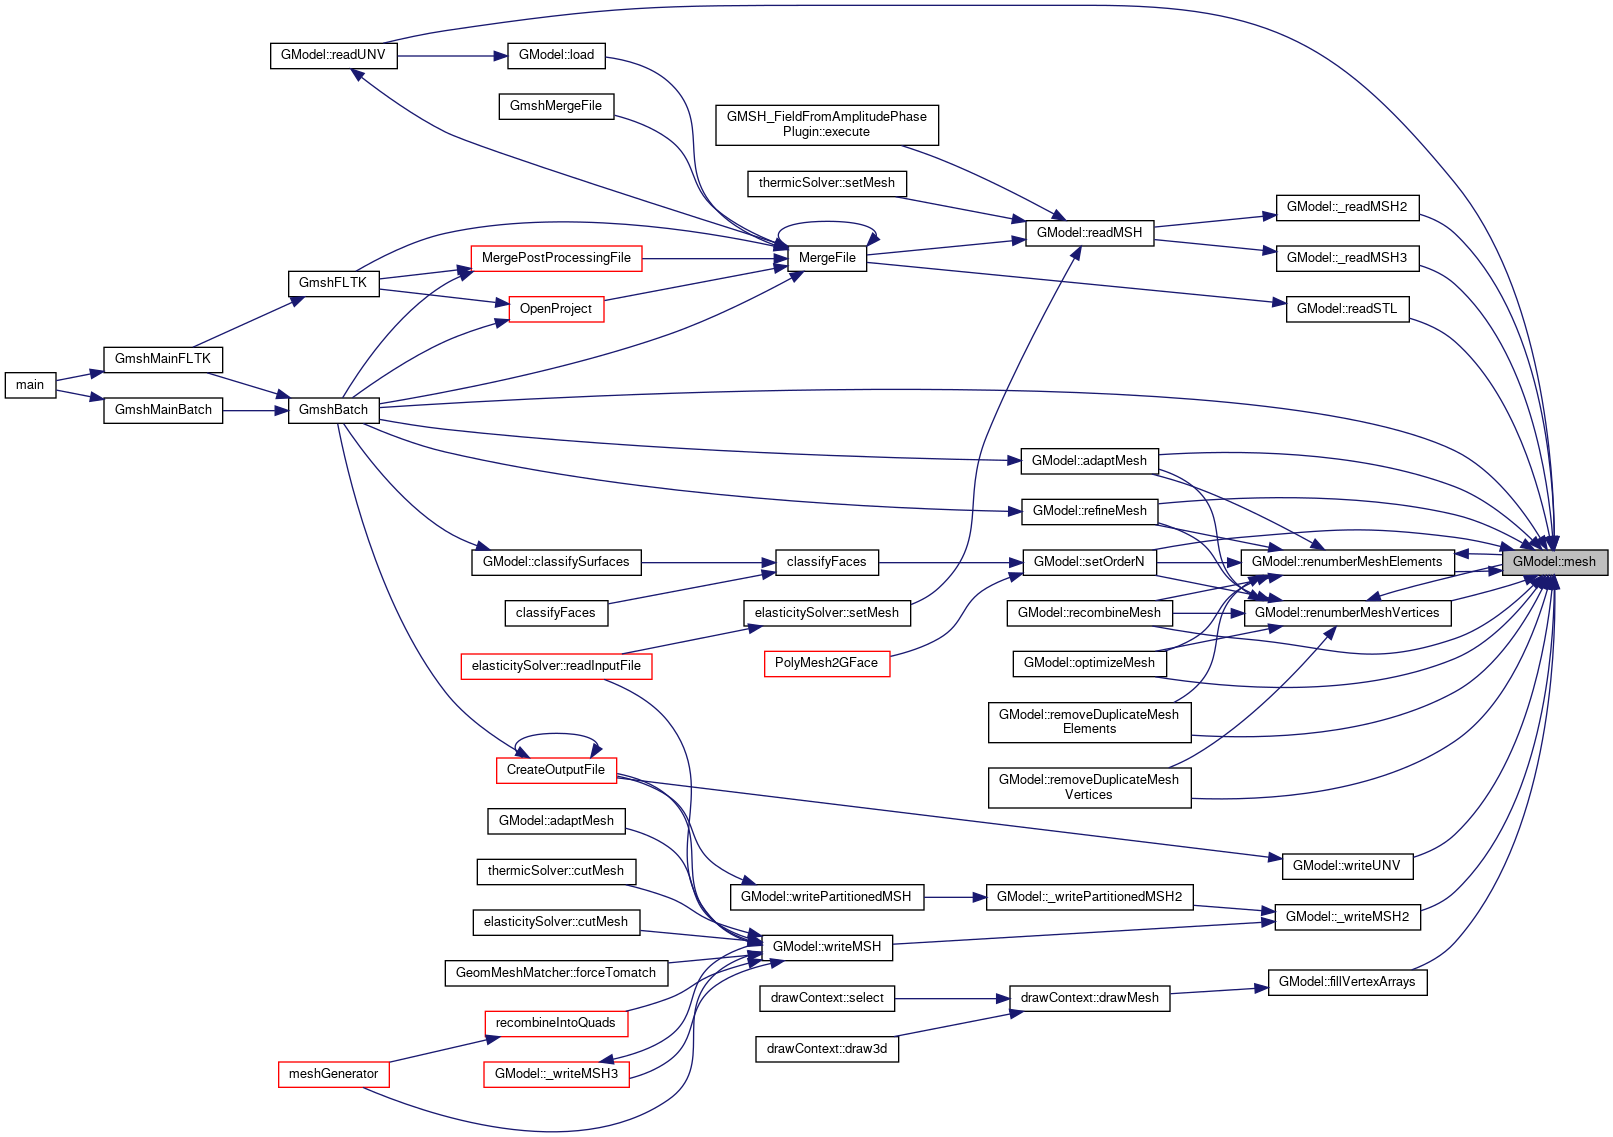 GModel::readUNV
GModel::load
GmshMergeFile
GMSH_FieldFromAmplitudePhase
Plugin::execute
thermicSolver::setMesh
GModel::_readMSH2
GModel::readMSH
GModel::_readMSH3
MergePostProcessingFile
MergeFile
GmshFLTK
OpenProject
GModel::readSTL
GmshMainFLTK
main
GmshMainBatch
GmshBatch
GModel::adaptMesh
GModel::refineMesh
GModel::classifySurfaces
classifyFaces
GModel::setOrderN
GModel::renumberMeshElements
GModel::mesh
classifyFaces
elasticitySolver::setMesh
GModel::recombineMesh
GModel::renumberMeshVertices
elasticitySolver::readInputFile
PolyMesh2GFace
GModel::optimizeMesh
GModel::removeDuplicateMesh
Elements
CreateOutputFile
GModel::removeDuplicateMesh
Vertices
GModel::adaptMesh
GModel::writeUNV
thermicSolver::cutMesh
GModel::writePartitionedMSH
GModel::_writePartitionedMSH2
elasticitySolver::cutMesh
GModel::_writeMSH2
GModel::writeMSH
GeomMeshMatcher::forceTomatch
GModel::fillVertexArrays
drawContext::select
drawContext::drawMesh
recombineIntoQuads
drawContext::draw3d
meshGenerator
GModel::_writeMSH3